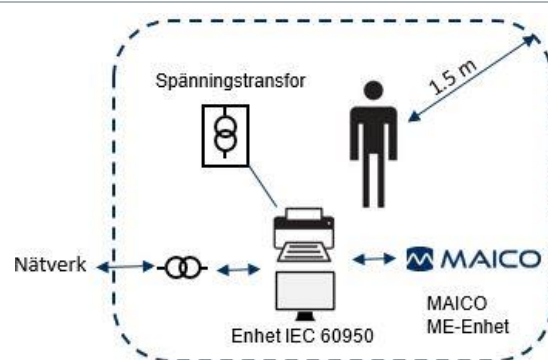 Spänningstransfor
1.5 m
Nätverk
MAICO
MAICO
ME-Enhet
Enhet IEC 60950